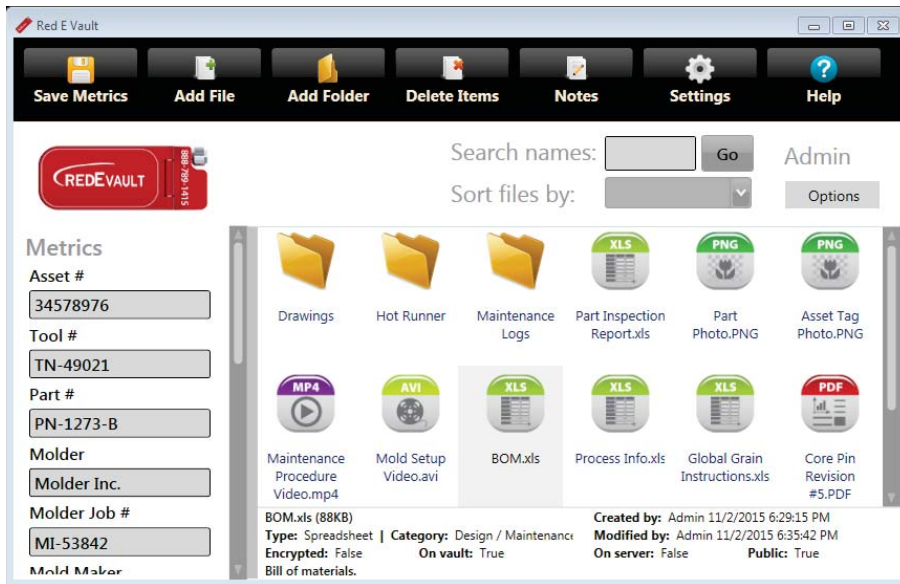 Red E Vault
Save Metrics
Add File
Add Folder
Delete Items
Notes
Settings
Help
REDEVAULT
888-789-1415
Search names:
Go
Admin
Sort files by:
Options
Metrics
Asset #
34578976
Tool #
TN-49021
Part #
PN-1273-B
Molder
Molder Inc.
Molder Job #
MI-53842
Mold Maker
Drawings
Hot Runner
Maintenance
Logs
XLS
Part Inspection
Report.xls
PNG
Part
Photo.PNG
PNG
Asset Tag
Photo.PNG
MP4
Maintenance
Procedure
Video.mp4
AVI
Mold Setup
Video.avi
XLS
BOM.xls
XLS
Process Info.xls
XLS
Global Grain
Instructions.xls
PDF
Core Pin
Revision
#5.PDF
BOM.xls (88KB)
Type: Spreadsheet | Category: Design / Maintenance
Encrypted: False On vault: True
Bill of materials.
Created by: Admin 11/2/2015 6:29:15 PM
Modified by: Admin 11/2/2015 6:35:42 PM
On server: False Public: True